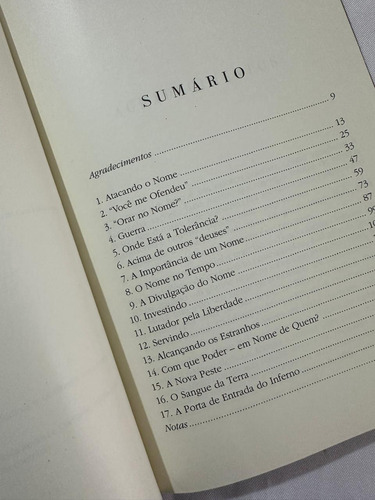 SUMÁRIO
Agradecimentos 9
1. Atacando o Nome 13
2. "Você me Ofendeu" 25
3. "Orar no Nome?" 33
4. Guerra 47
5. Onde Está a Tolerância? 59
6. Acima de outros "deuses" 73
7. A Importância de um Nome 87
8. O Nome no Tempo
9. A Divulgação do Nome
10. Investindo
11. Lutador pela Liberdade
12. Servindo
13. Alcançando os Estranhos
14. Com que Poder – em Nome de Quem?
15. A Nova Peste
16. O Sangue da Terra
17. A Porta de Entrada do Inferno
Notas